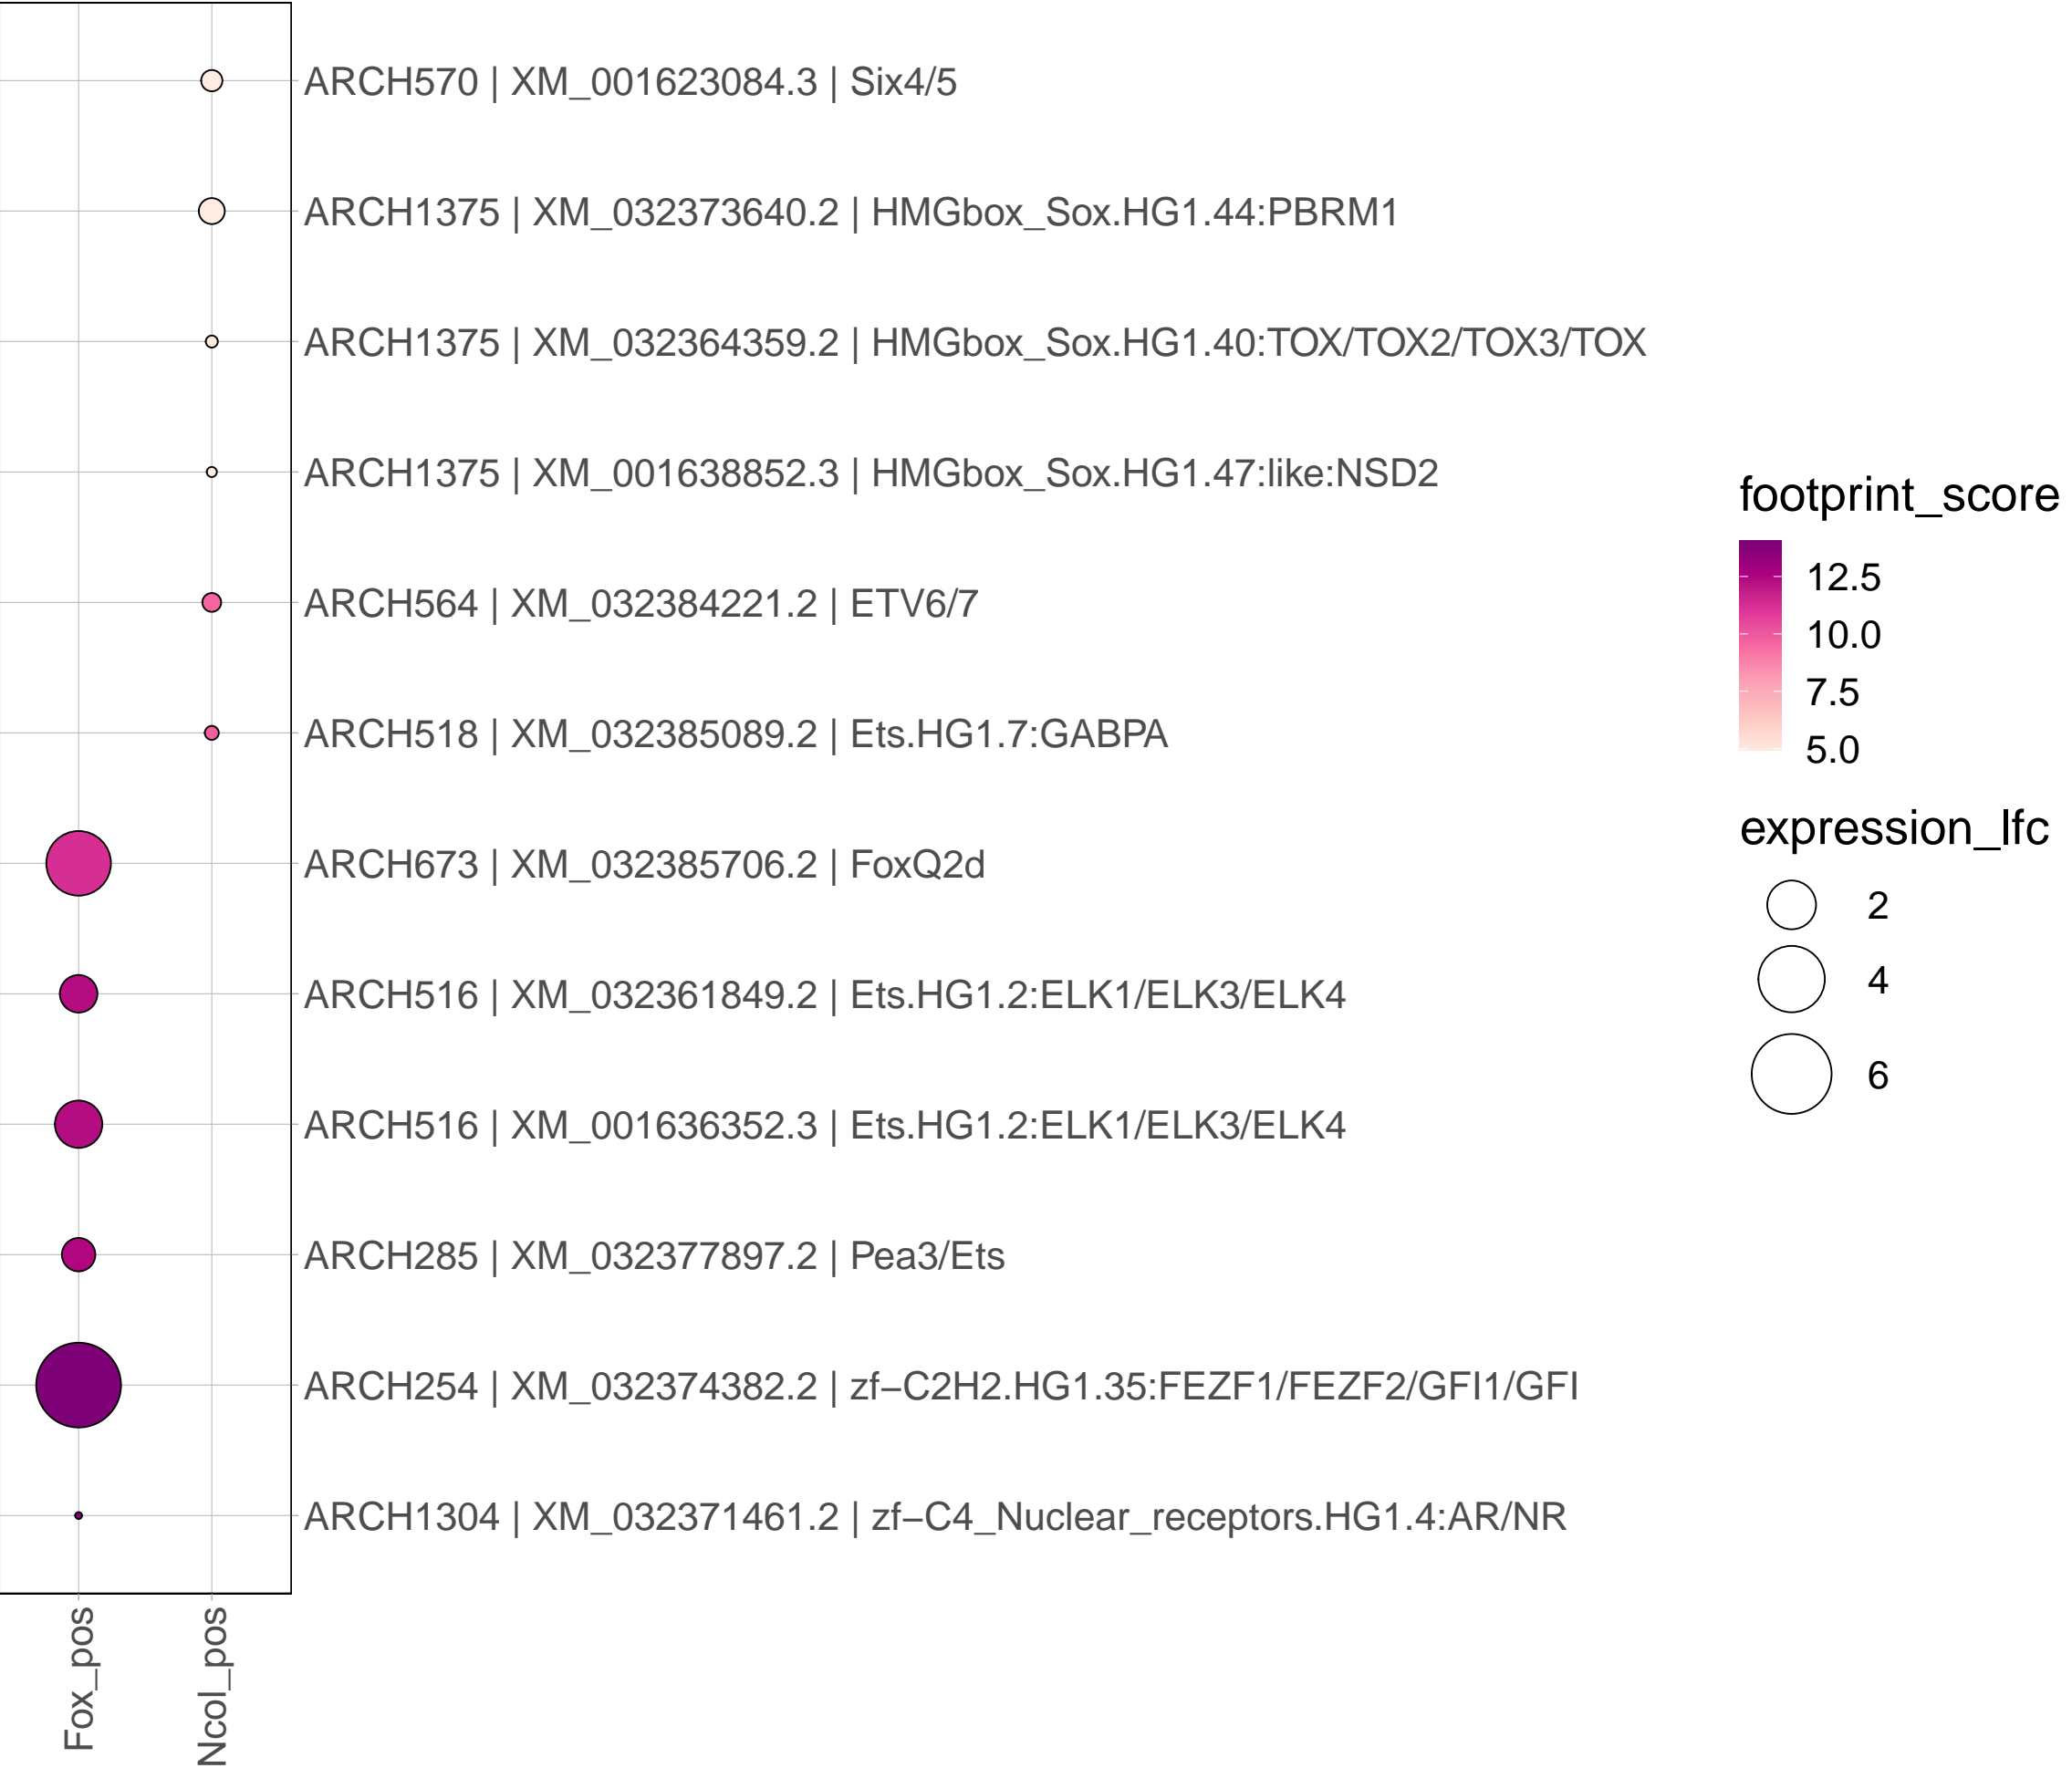 ARCH570 | XM_001623084.3 | Six4/5
ARCH1375 | XM_032373640.2 | HMGbox_Sox.HG1.44:PBRM1
ARCH1375 | XM_032364359.2 | HMGbox_Sox.HG1.40:TOX/TOX2/TOX3/TOX
ARCH1375 | XM_001638852.3 | HMGbox_Sox.HG1.47:like:NSD2
ARCH564 | XM_032384221.2 | ETV6/7
ARCH518 | XM_032385089.2 | Ets.HG1.7:GABPA
ARCH673 | XM_032385706.2 | FoxQ2d
ARCH516 | XM_032361849.2 | Ets.HG1.2:ELK1/ELK3/ELK4
ARCH516 | XM_001636352.3 | Ets.HG1.2:ELK1/ELK3/ELK4
ARCH285 | XM_032377897.2 | Pea3/Ets
ARCH254 | XM_032374382.2 | zf−C2H2.HG1.35:FEZF1/FEZF2/GFI1/GFI
ARCH1304 | XM_032371461.2 | zf−C4_Nuclear_receptors.HG1.4:AR/NR
Fox_pos
Ncol_pos
footprint_score
12.5
10.0
7.5
5.0
expression_lfc
2
4
6